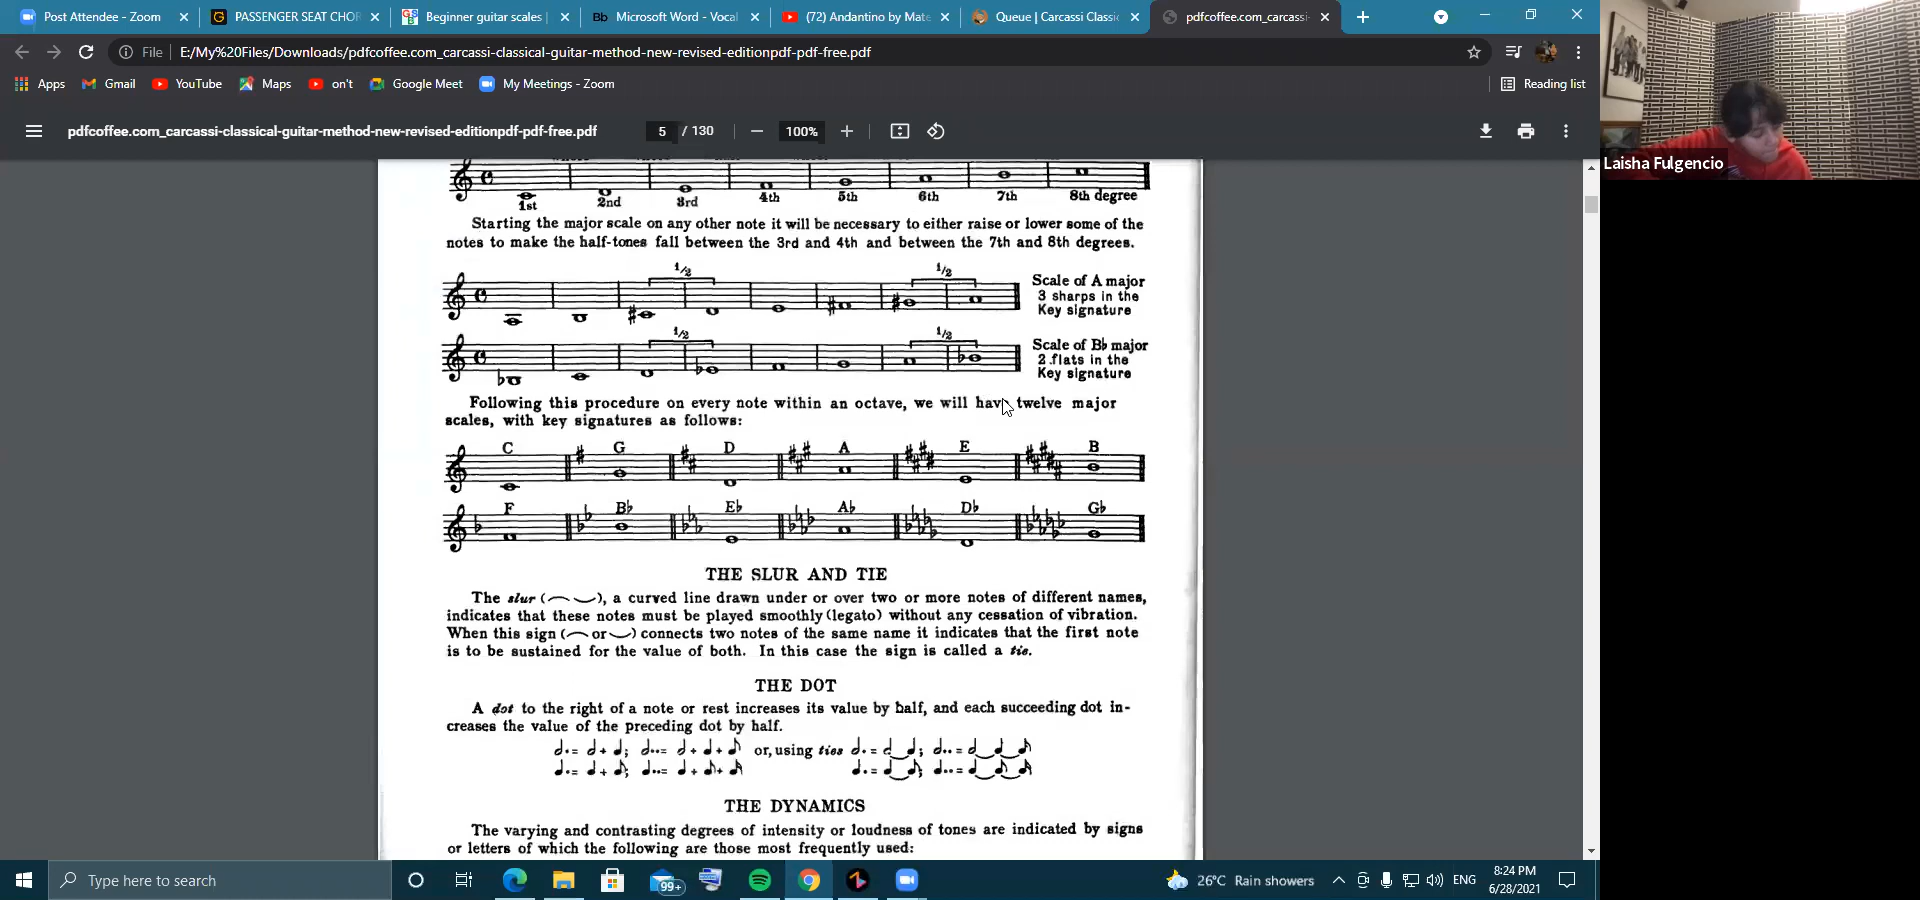 Post Attendee - Zoom
PASSENGER SEAT CHOR
Beginner guitar scales |
Microsoft Word - Vocal
(72) Andantino by Mate
Queue | Carcassi Classic
pdfcoffee.com_carcassi-
File
E:/My%20Files/Downloads/pdfcoffee.com_carcassi-classical-guitar-method-new-revised-editionpdf-pdf-free.pdf
Apps
Gmail
YouTube
Maps
on't
Google Meet
My Meetings - Zoom
Reading list
pdfcoffee.com_carcassi-classical-guitar-method-new-revised-editionpdf-pdf-free.pdf
5 / 130
100%
Laisha Fulgencio
1st 2nd 3rd 4th 5th 6th 7th 8th degree
Starting the major scale on any other note it will be necessary to either raise or lower some of the
notes to make the half-tones fall between the 3rd and 4th and between the 7th and 8th degrees.
1/2 1/2
Scale of A major
3 sharps in the
Key signature
1/2 1/2
Scale of B♭ major
2 flats in the
Key signature
Following this procedure on every note within an octave, we will have twelve major
scales, with key signatures as follows:
C G D A E B
F B♭ E♭ A♭ D♭ G♭
THE SLUR AND TIE
The slur ( ), a curved line drawn under or over two or more notes of different names,
indicates that these notes must be played smoothly (legato) without any cessation of vibration.
When this sign ( or ) connects two notes of the same name it indicates that the first note
is to be sustained for the value of both. In this case the sign is called a tie.
THE DOT
A dot to the right of a note or rest increases its value by half, and each succeeding dot in-
creases the value of the preceding dot by half.
or, using ties
THE DYNAMICS
The varying and contrasting degrees of intensity or loudness of tones are indicated by signs
or letters of which the following are those most frequently used:
Type here to search
99+
26°C Rain showers
ENG
8:24 PM
6/28/2021